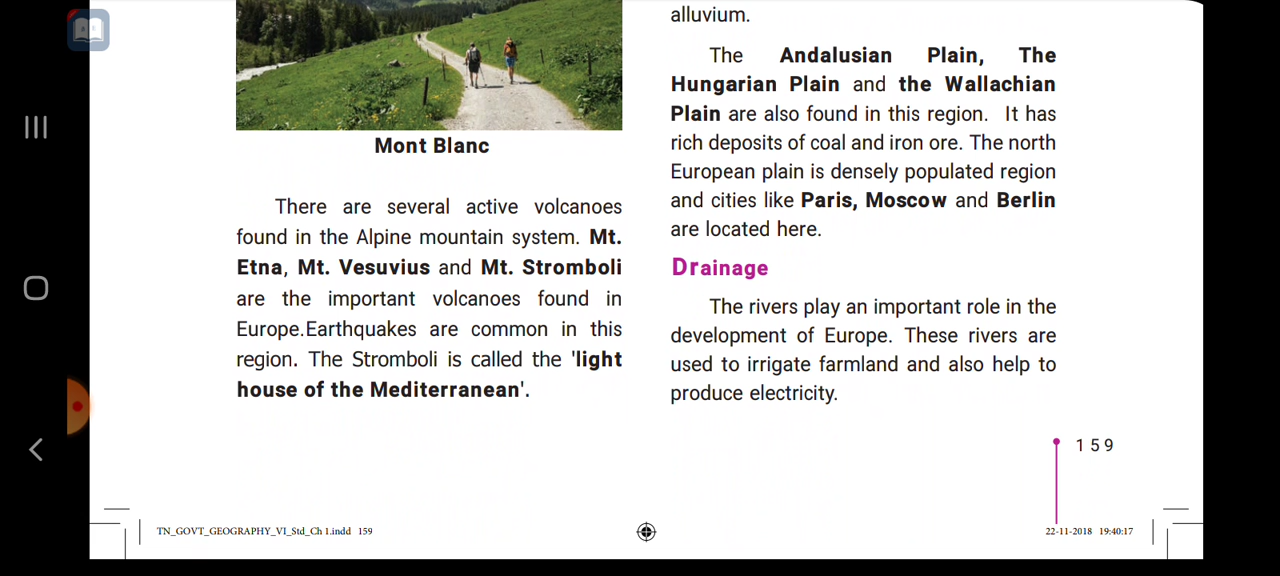 Mont Blanc
There are several active volcanoes
found in the Alpine mountain system. Mt.
Etna, Mt. Vesuvius and Mt. Stromboli
are the important volcanoes found in
Europe.Earthquakes are common in this
region. The Stromboli is called the 'light
house of the Mediterranean'.
alluvium.
The Andalusian Plain, The
Hungarian Plain and the Wallachian
Plain are also found in this region. It has
rich deposits of coal and iron ore. The north
European plain is densely populated region
and cities like Paris, Moscow and Berlin
are located here.
Drainage
The rivers play an important role in the
development of Europe. These rivers are
used to irrigate farmland and also help to
produce electricity.
159
TN_GOVT_GEOGRAPHY_VI_Std_Ch 1.indd 159
22-11-2018 19:40:17